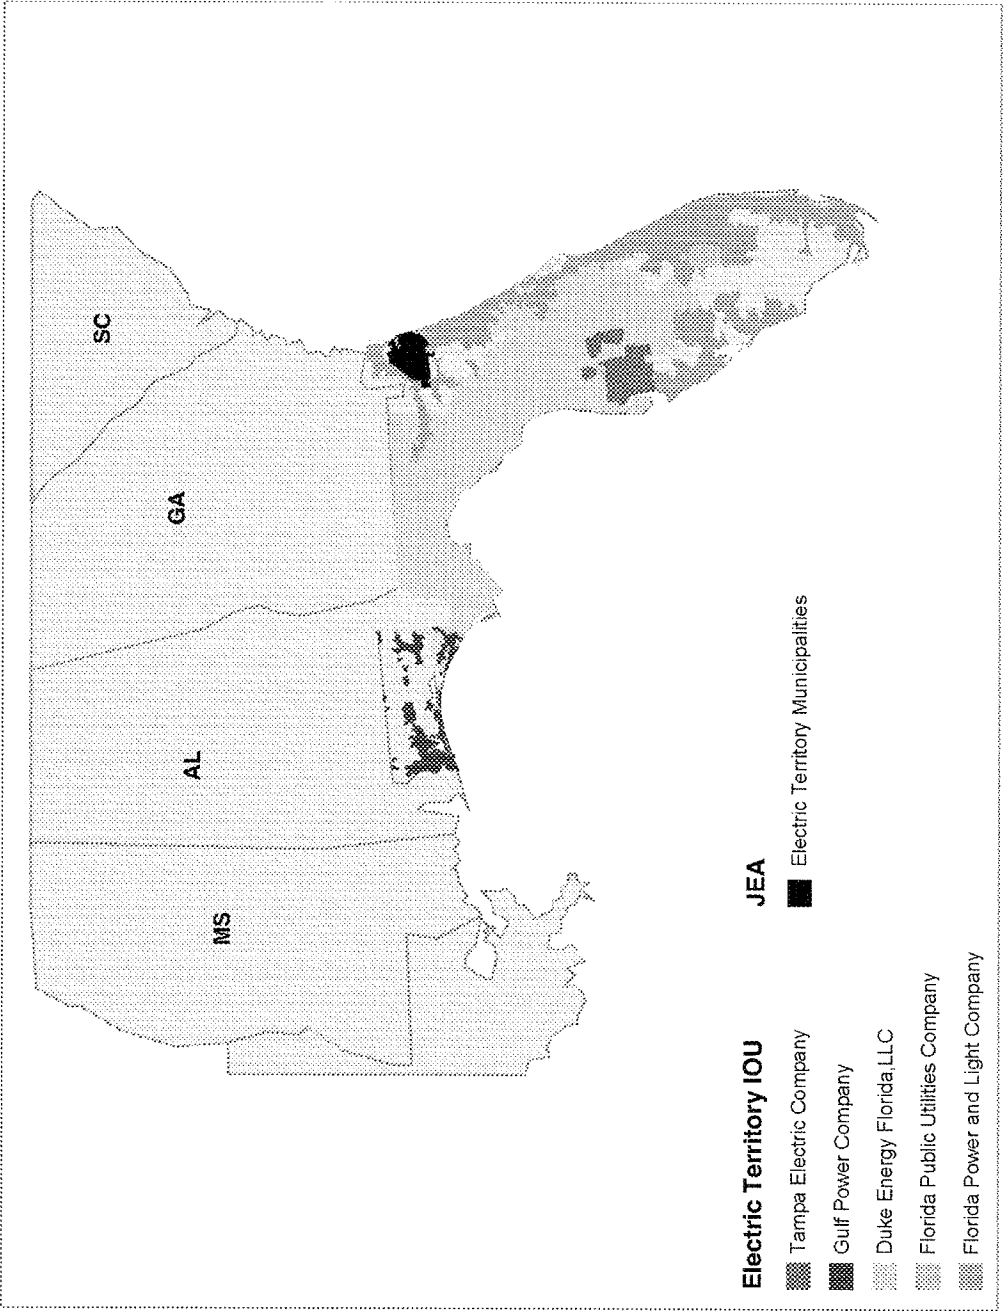 SC
GA
AL
MS
Electric Territory IOU
Tampa Electric Company
Gulf Power Company
Duke Energy Florida,LLC
Florida Public Utilities Company
Florida Power and Light Company
JEA
Electric Territory Municipalities